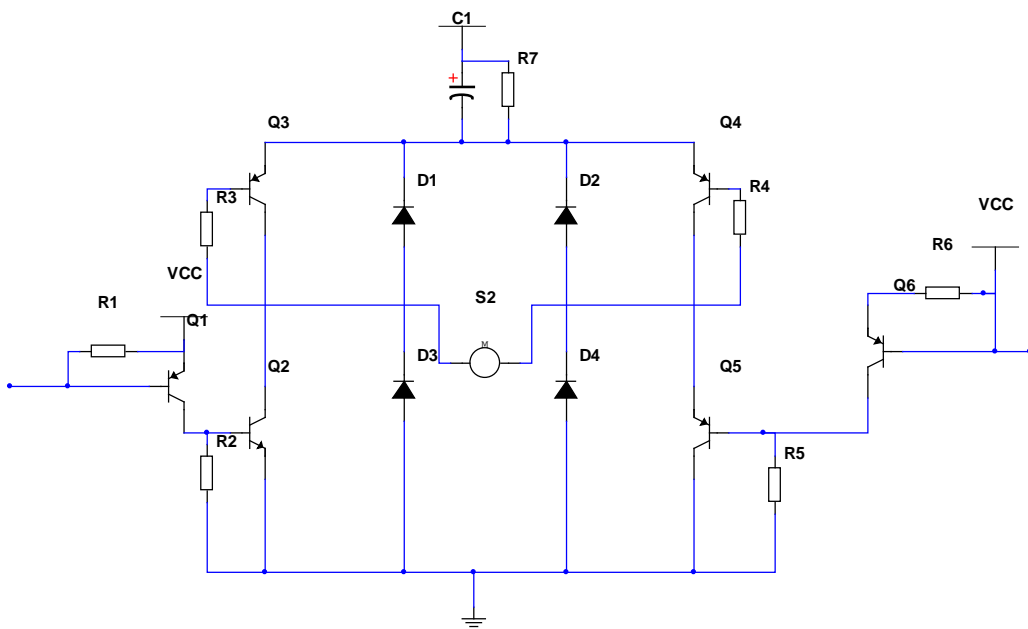 C1
R7
Q3
Q4
D1
D2
R3
R4
VCC
VCC
R6
S2
Q6
R1
Q1
M
D3
D4
Q2
Q5
R2
R5
+